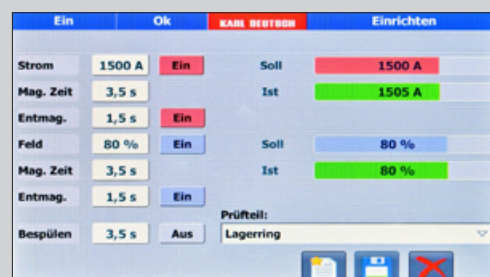 Ein Ok KARL DEUTSCH Einrichten
Strom 1500 A Ein Soll 1500 A
Mag. Zeit 3,5 s Ist 1505 A
Entmag. 1,5 s Ein
Feld 80 % Ein Soll 80 %
Mag. Zeit 3,5 s Ist 80 %
Entmag. 1,5 s Ein
Prüfteil:
Bespülen 3,5 s Aus Lagerring